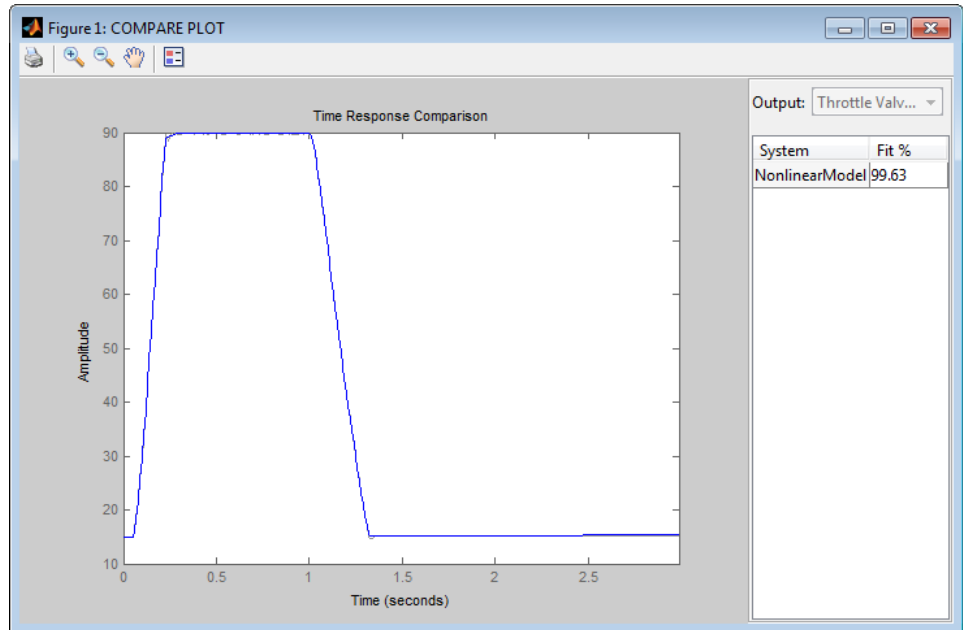 Figure 1: COMPARE PLOT
Output: Throttle Valv...
System Fit %
NonlinearModel 99.63
Time Response Comparison
90
80
70
60
50
40
30
20
10
Amplitude
0 0.5 1 1.5 2 2.5
Time (seconds)